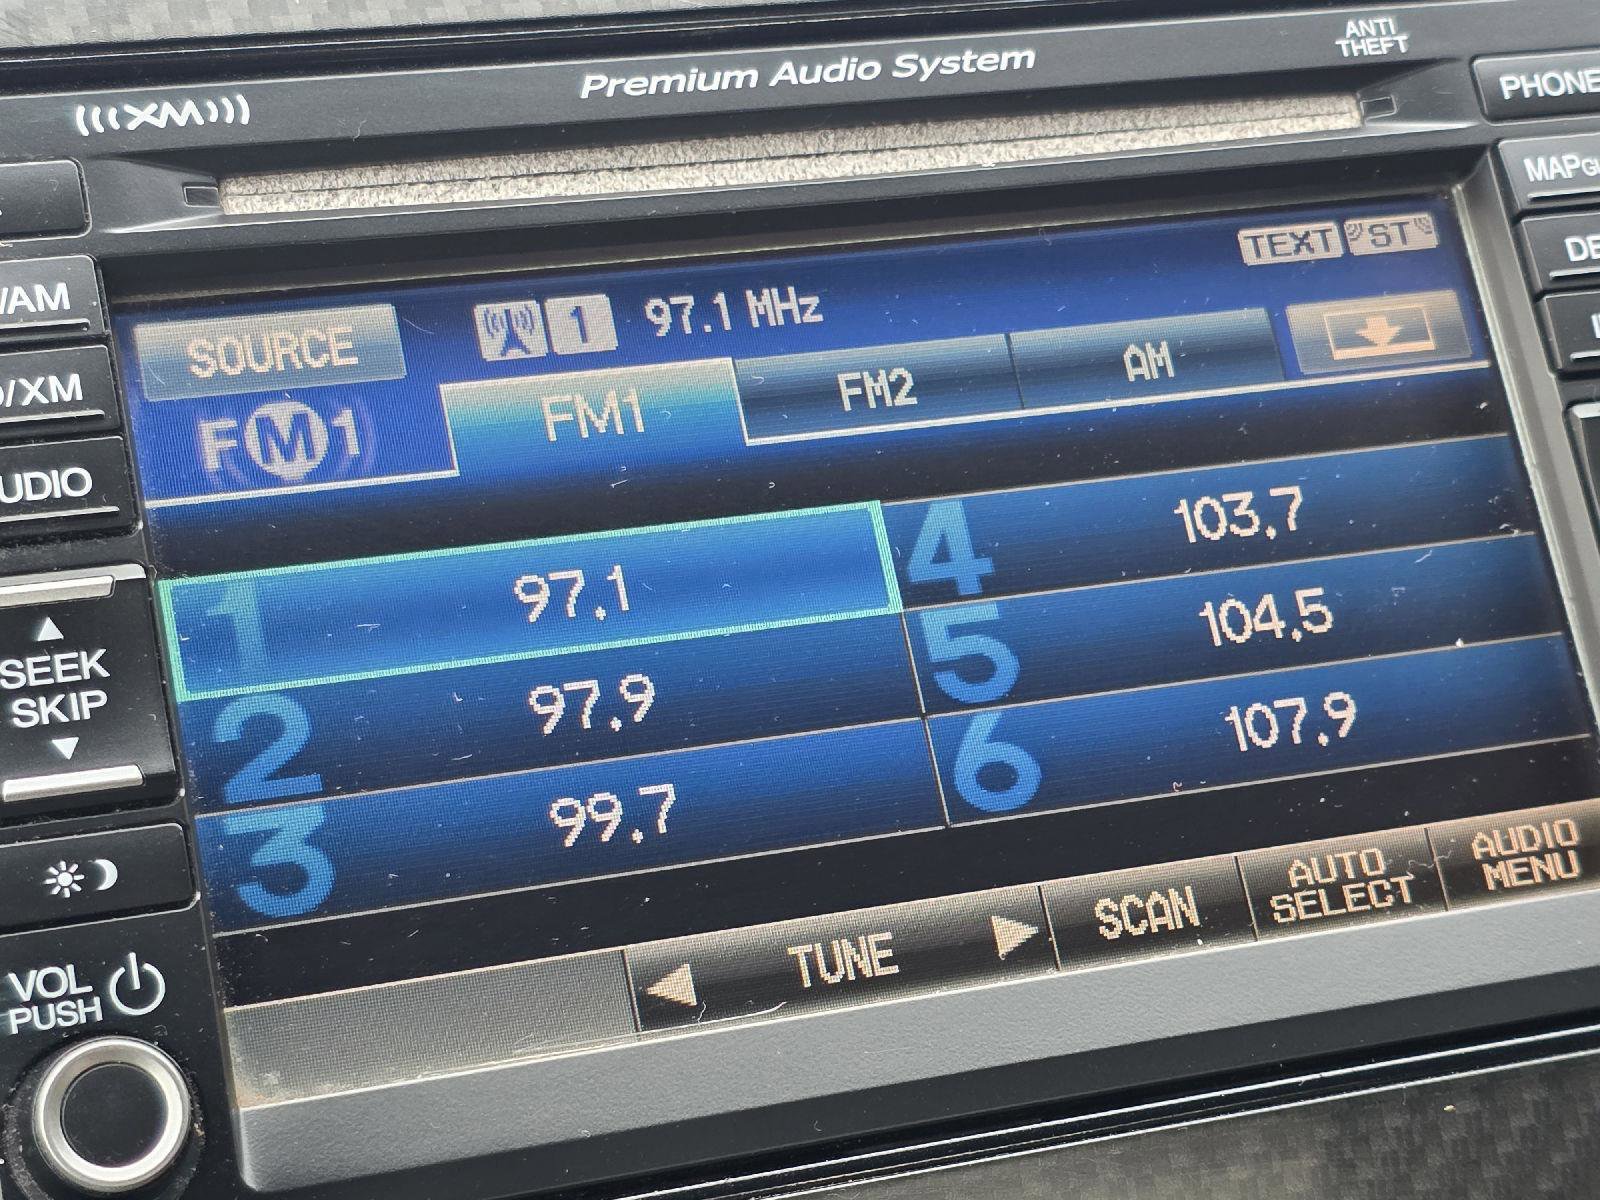 Premium Audio System
ANTI
THEFT
XM
PHONE
MAP
/AM
/XM
UDIO
SEEK
SKIP
VOL
PUSH
TEXT
ST
SOURCE
1
97.1 MHz
FM1
FM1
FM2
AM
1 97.1
2 97.9
3 99.7
4 103.7
5 104.5
6 107.9
TUNE
SCAN
AUTO
SELECT
AUDIO
MENU
DE